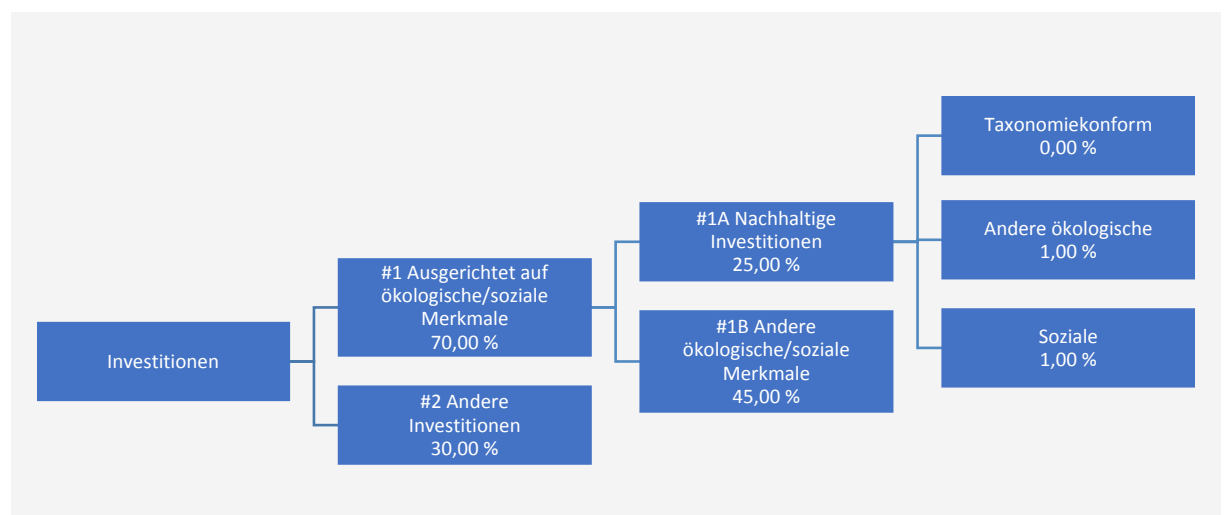 Investitionen
#1 Ausgerichtet auf
ökologische/soziale
Merkmale
70,00 %
#2 Andere
Investitionen
30,00 %
#1A Nachhaltige
Investitionen
25,00 %
#1B Andere
ökologische/soziale
Merkmale
45,00 %
Taxonomiekonform
0,00 %
Andere ökologische
1,00 %
Soziale
1,00 %